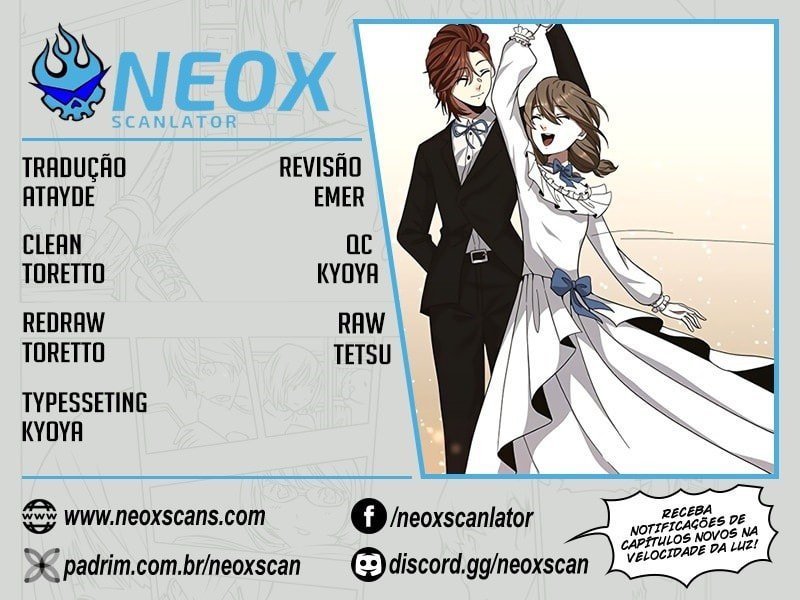 NEOX
SCANLATOR
TRADUÇÃO
ATAYDE
REVISÃO
EMER
CLEAN
TORETTO
QC
KYOYA
REDRAW
TORETTO
RAW
TETSU
TYPESSETING
KYOYA
www
www.neoxscans.com
f /neoxscanlator
padrim.com.br/neoxscan
discord.gg/neoxscan
RECEBA
NOTIFICAÇÕES DE
CAPÍTULOS NOVOS NA
VELOCIDADE DA LUZ!